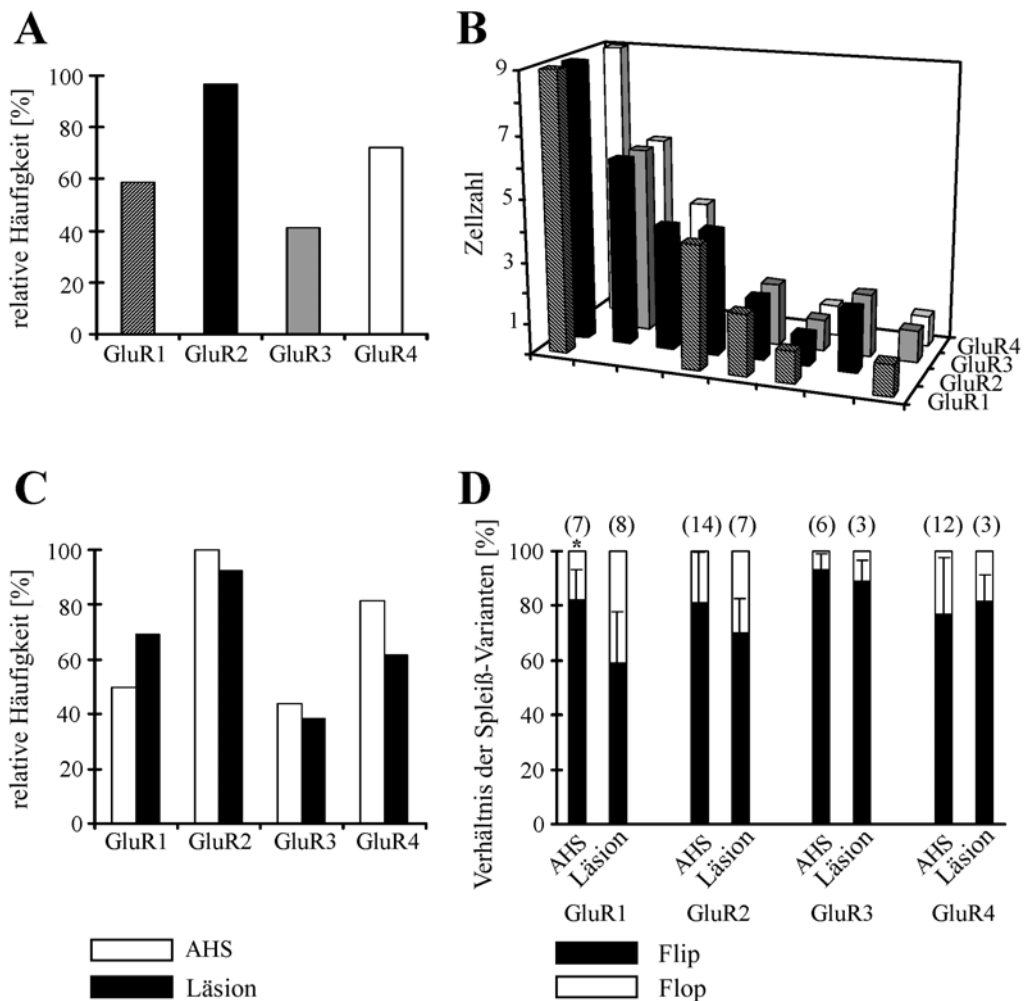 A
relative Häufigkeit [%]
100
80
60
40
20
0
GluR1 GluR2 GluR3 GluR4
B
Zellzahl
9
7
5
3
1
GluR4
GluR3
GluR2
GluR1
C
relative Häufigkeit [%]
100
80
60
40
20
0
GluR1 GluR2 GluR3 GluR4
AHS
Läsion
D
Verhältnis der Spleiß-Varianten [%]
(7) (8) (14) (7) (6) (3) (12) (3)
*
100
80
60
40
20
0
AHS Läsion AHS Läsion AHS Läsion AHS Läsion
GluR1 GluR2 GluR3 GluR4
Flip
Flop